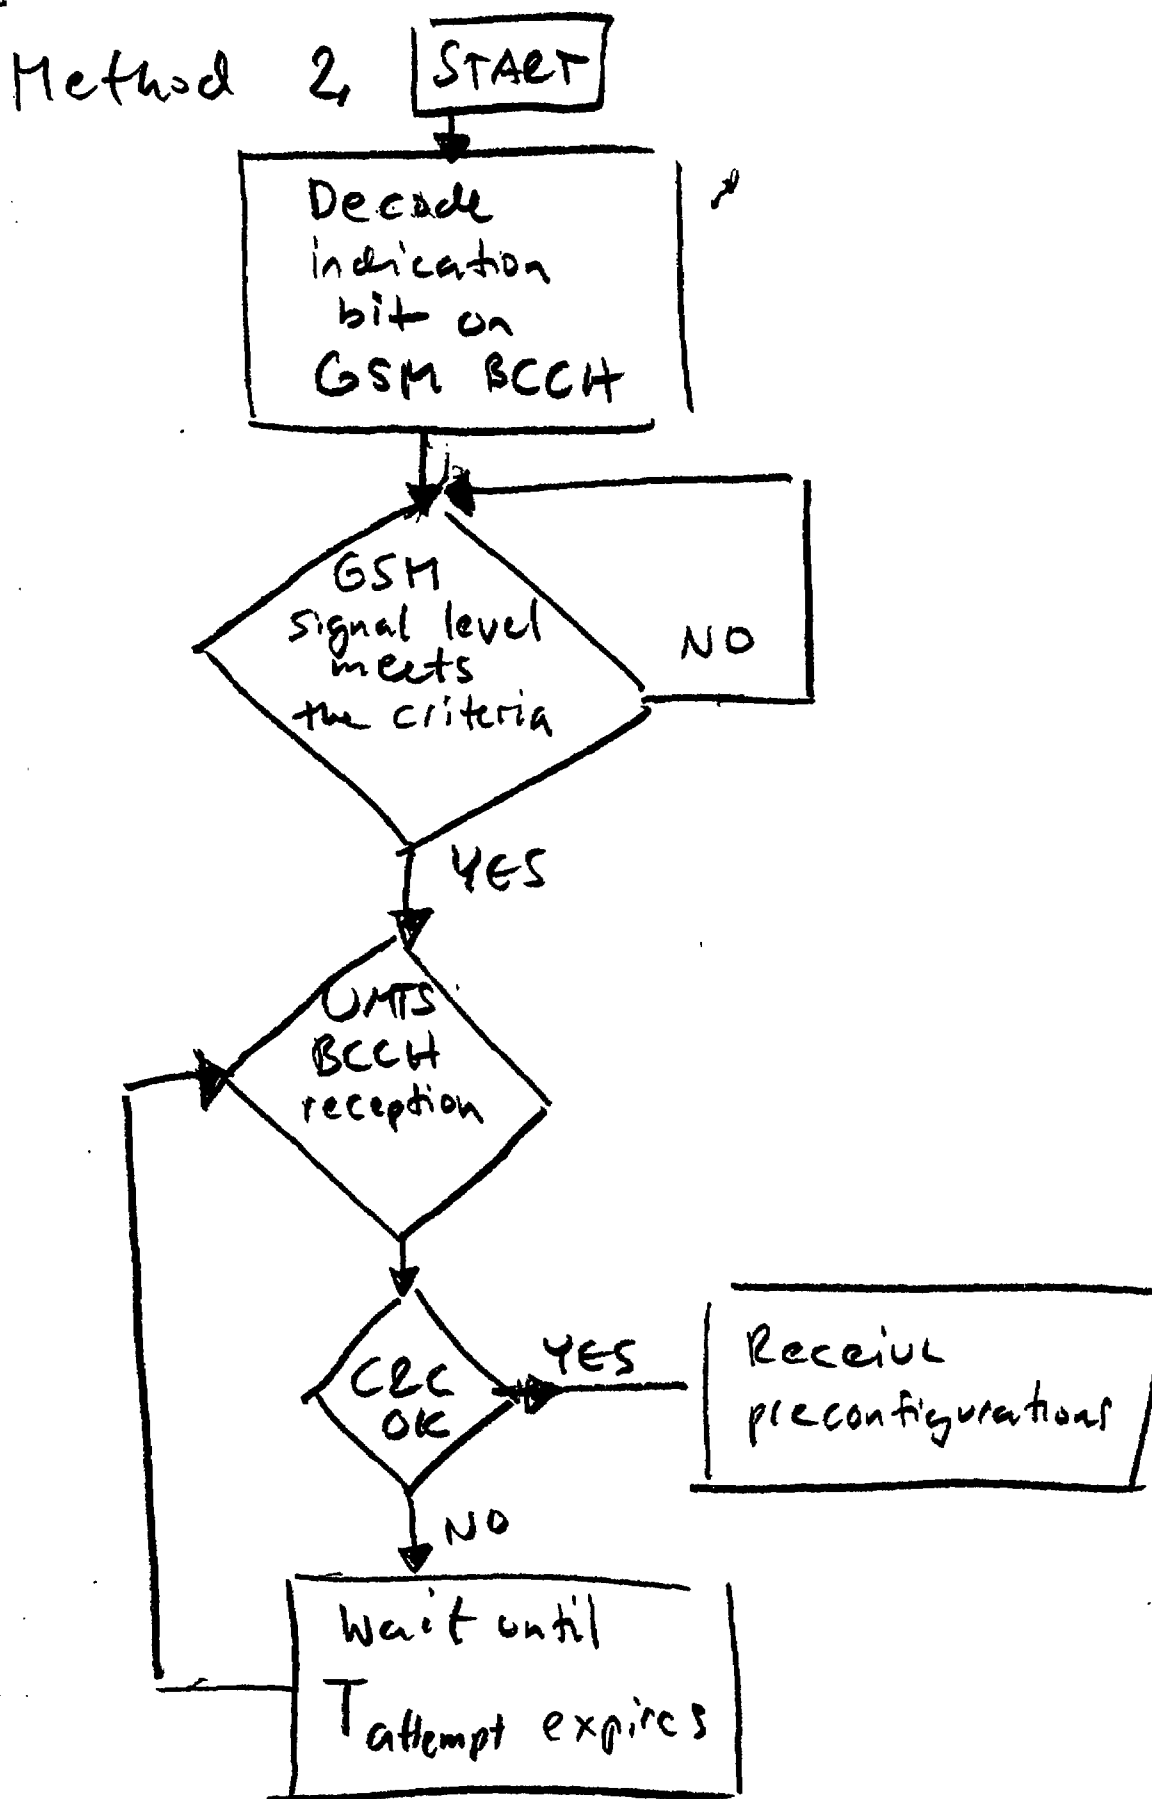 Method 2
START
Decode
indication
bit on
GSM BCCH
GSM
signal level
meets
the criteria
NO
YES
UMTS
BCCH
reception
CRC
OK
YES
Receive
preconfigurations
NO
Wait until
Tattempt expires